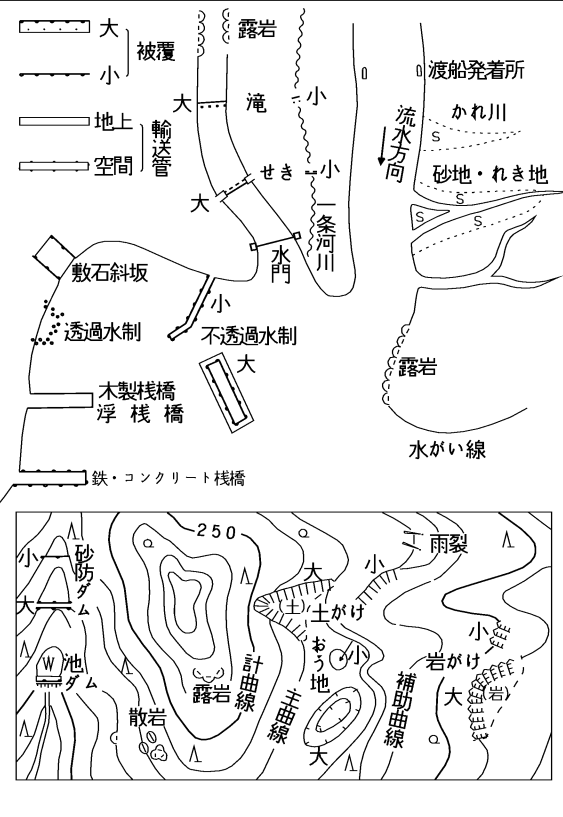 大
被覆
小
地上
輸送管
空間
露岩
大
滝
小
渡船発着所
かれ川
流水方向
S
砂地・れき地
せき
小
大
S
S
S
一条河川
水門
敷石斜坂
小
透過水制
不透過水制
大
露岩
木製桟橋
浮桟橋
水がい線
鉄・コンクリート桟橋
250
雨裂
小
砂防ダム
大
大
小
(土)
土がけ
小
おう地
小
岩がけ
W
池
ダム
計曲線
露岩
主曲線
補助曲線
大
(岩)
散岩
大